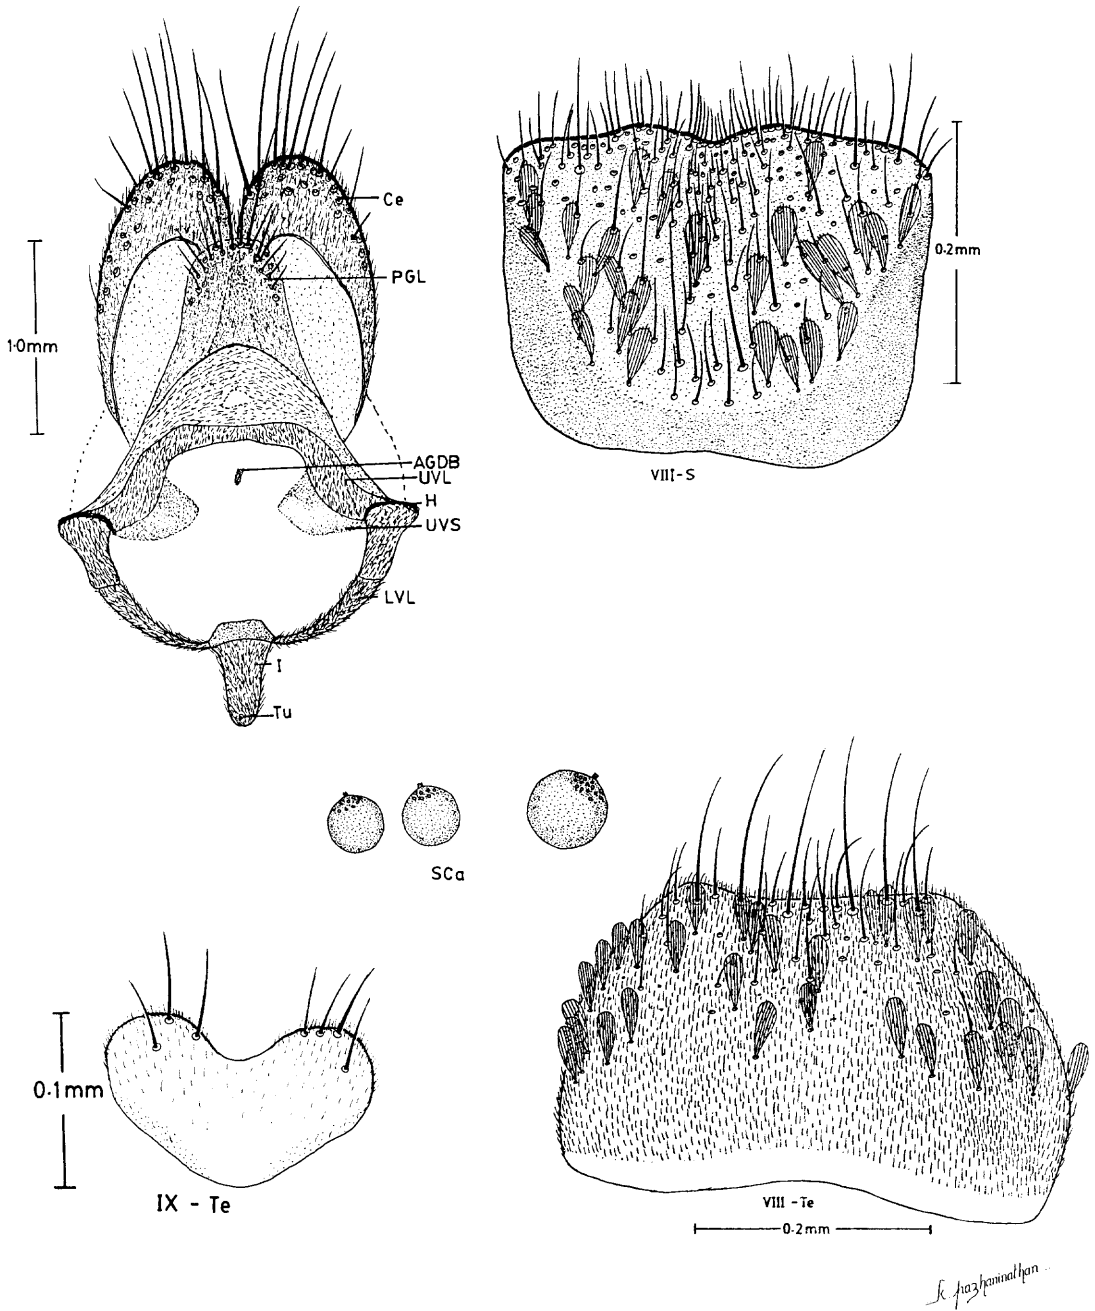 Ce
0.2mm
PGL
1.0mm
AGDB
UVL
VIII-S
H
UVS
LVL
I
Tu
SCa
0.1mm
IX - Te
VIII -Te
0.2mm